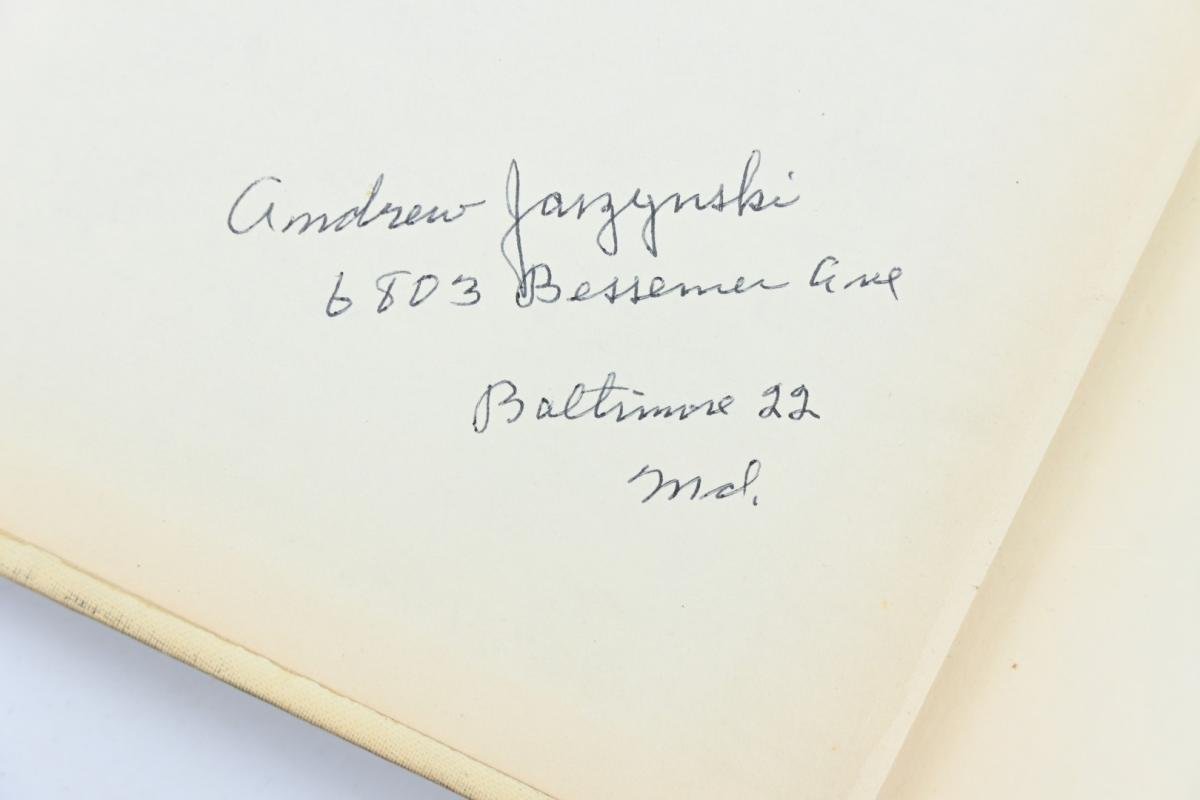 Andrew Jarzynski
6803 Bessemer Ave
Baltimore 22
Md.